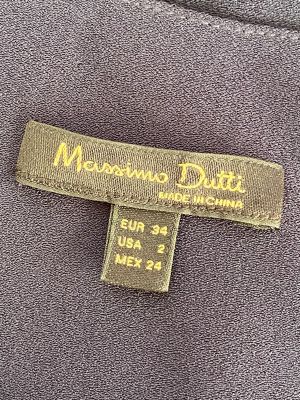 Massimo Dutti
MADE IN CHINA
EUR 34
USA 2
MEX 24